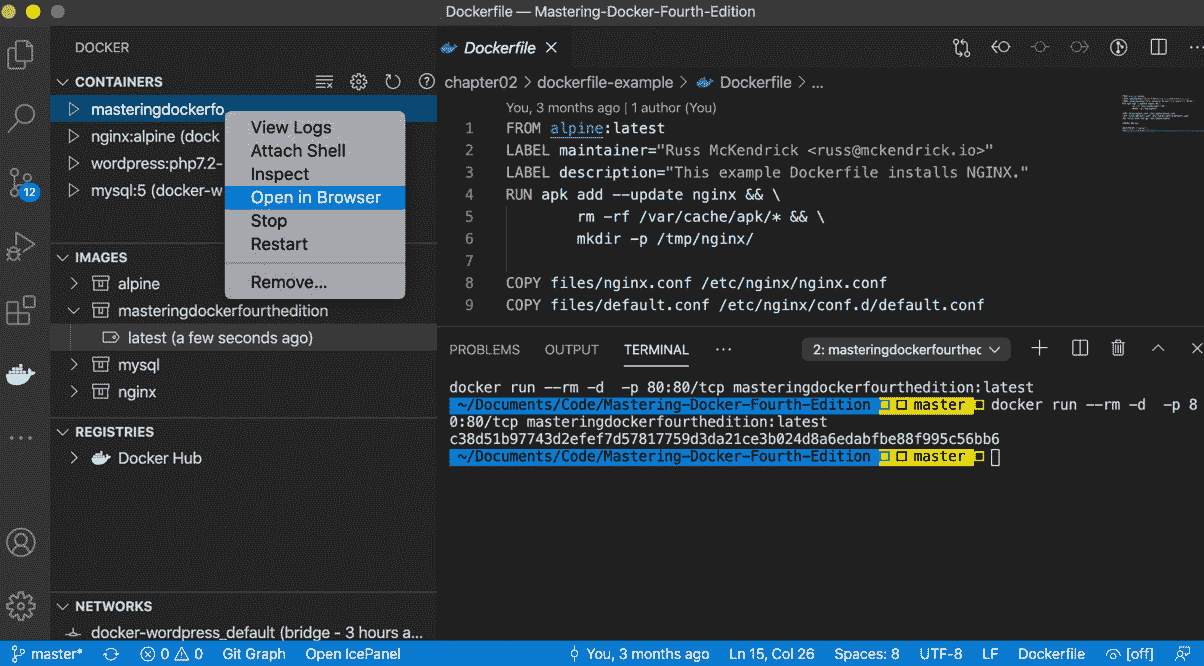 Dockerfile — Mastering-Docker-Fourth-Edition
DOCKER
CONTAINERS
masteringdockerfo
nginx:alpine (dock
wordpress:php7.2-
mysql:5 (docker-w
View Logs
Attach Shell
Inspect
Open in Browser
Stop
Restart
Remove...
12
IMAGES
alpine
masteringdockerfourthedition
latest (a few seconds ago)
mysql
nginx
REGISTRIES
Docker Hub
NETWORKS
docker-wordpress_default (bridge - 3 hours a...
Dockerfile
chapter02 > dockerfile-example > Dockerfile > ...
You, 3 months ago | 1 author (You)
1 FROM alpine:latest
2 LABEL maintainer="Russ McKendrick <russ@mckendrick.io>"
3 LABEL description="This example Dockerfile installs NGINX."
4 RUN apk add --update nginx && \
5 rm -rf /var/cache/apk/* && \
6 mkdir -p /tmp/nginx/
7
8 COPY files/nginx.conf /etc/nginx/nginx.conf
9 COPY files/default.conf /etc/nginx/conf.d/default.conf
PROBLEMS OUTPUT TERMINAL ... 2: masteringdockerfourthec
docker run --rm -d  -p 80:80/tcp masteringdockerfourthedition:latest
~/Documents/Code/Mastering-Docker-Fourth-Edition master docker run --rm -d  -p 8
0:80/tcp masteringdockerfourthedition:latest
c38d51b97743d2efef7d57817759d3da21ce3b024d8a6edabfbe88f995c56bb6
~/Documents/Code/Mastering-Docker-Fourth-Edition master
master* 0 0 Git Graph Open IcePanel You, 3 months ago Ln 15, Col 26 Spaces: 8 UTF-8 LF Dockerfile [off]